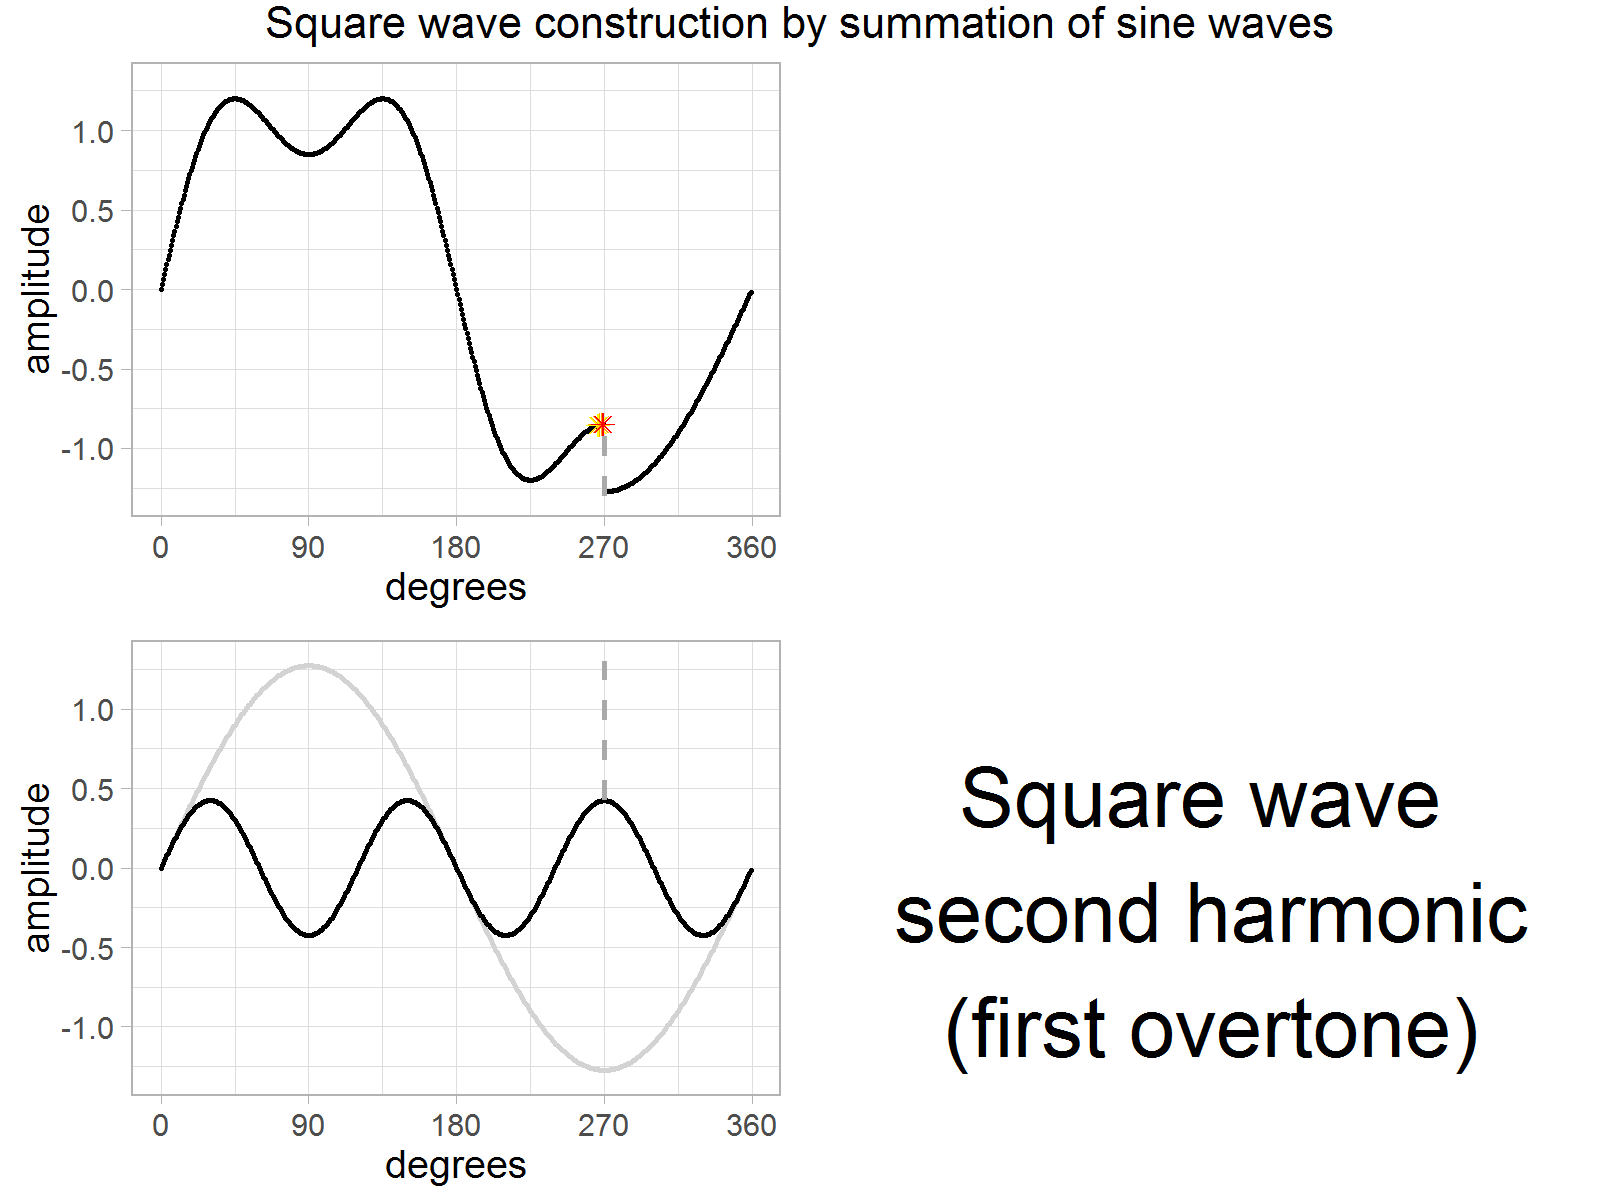 Square wave construction by summation of sine waves
amplitude
1.0
0.5
0.0
-0.5
-1.0
0 90 180 270 360
degrees
amplitude
1.0
0.5
0.0
-0.5
-1.0
0 90 180 270 360
degrees
Square wave
second harmonic
(first overtone)